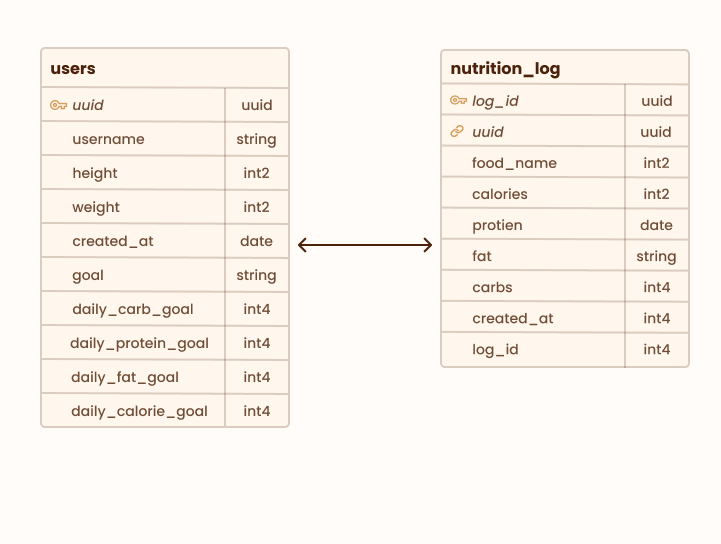 users
uuid uuid
username string
height int2
weight int2
created_at date
goal string
daily_carb_goal int4
daily_protein_goal int4
daily_fat_goal int4
daily_calorie_goal int4
nutrition_log
log_id uuid
uuid uuid
food_name int2
calories int2
protien date
fat string
carbs int4
created_at int4
log_id int4